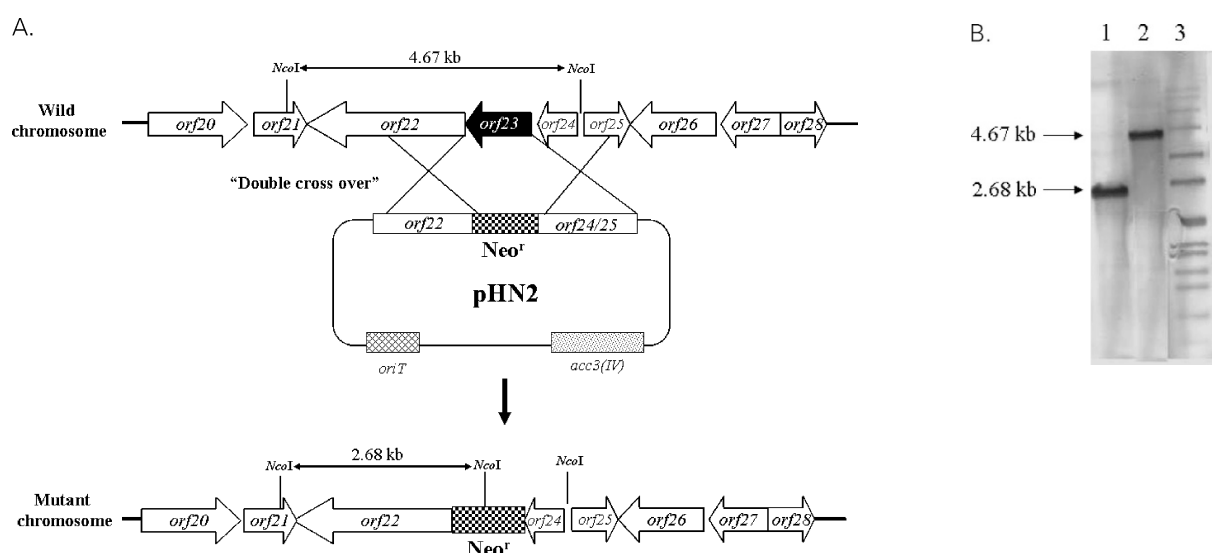 A.
4.67 kb
NcoI NcoI
Wild
chromosome
orf20 orf21 orf22 orf23 orf24 orf25 orf26 orf27 orf28
“Double cross over”
orf22 orf24/25
Neoʳ
pHN2
oriT acc3(IV)
2.68 kb
NcoI NcoI NcoI
Mutant
chromosome
orf20 orf21 orf22 orf24 orf25 orf26 orf27 orf28
Neoʳ
B.
1 2 3
4.67 kb
2.68 kb